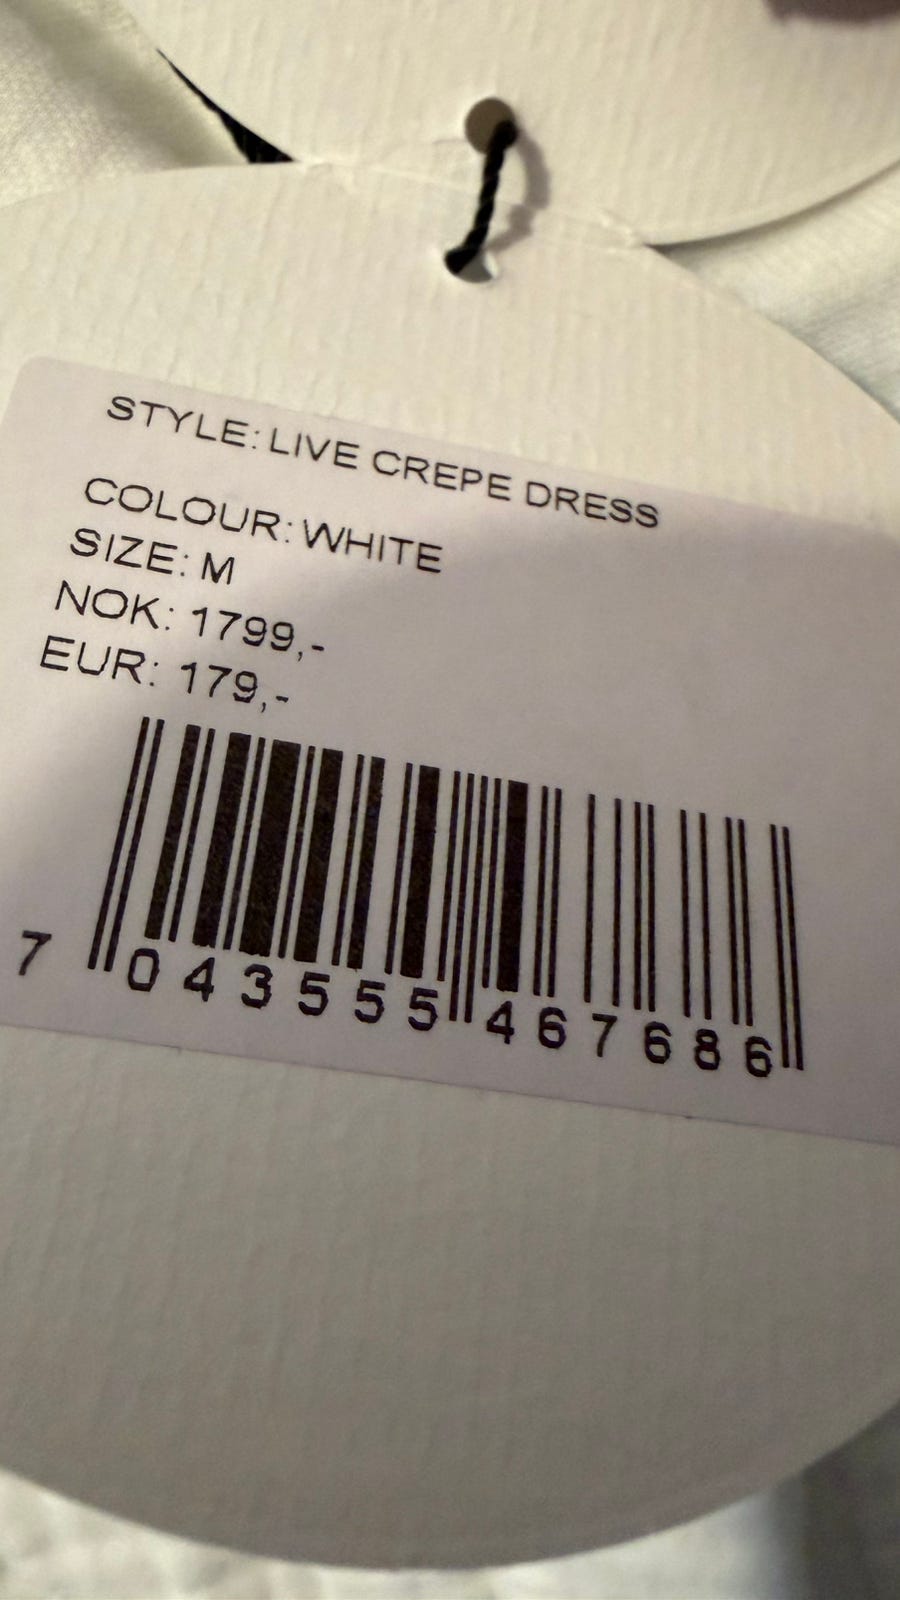 STYLE: LIVE CREPE DRESS
COLOUR: WHITE
SIZE: M
NOK: 1799,-
EUR: 179,-
7 043555 467686